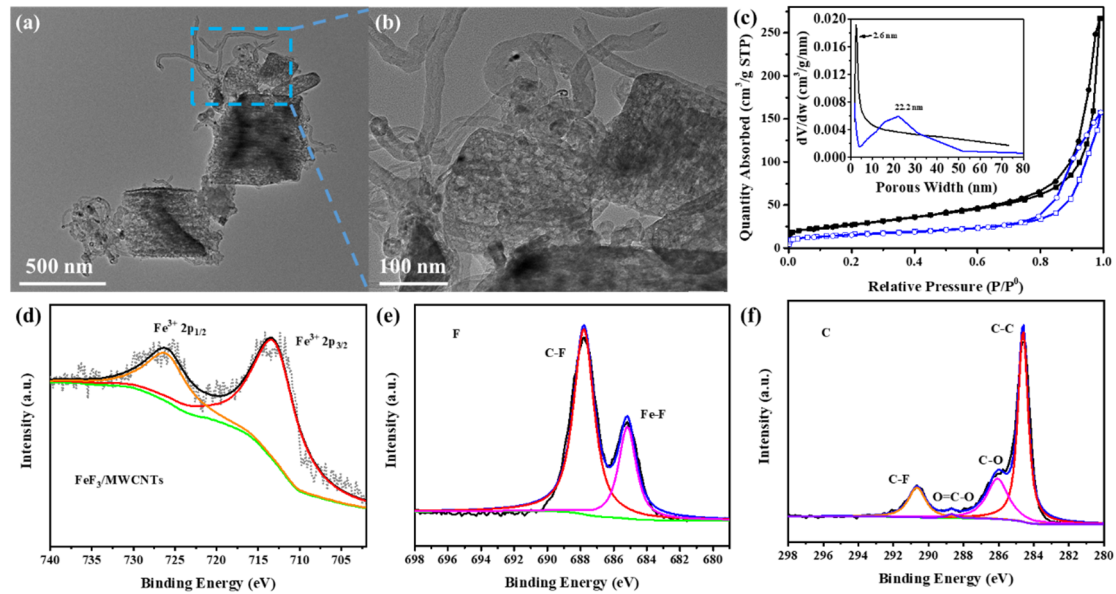 (a)
500 nm
(b)
100 nm
(c)
Quantity Absorbed (cm³/g STP)
250
200
150
100
50
0
0.0 0.2 0.4 0.6 0.8 1.0
Relative Pressure (P/P⁰)
dV/dw (cm³/g/nm)
0.020
0.016
0.012
0.008
0.004
0.000
2.6 nm
22.2 nm
0 10 20 30 40 50 60 70 80
Porous Width (nm)
(d)
Fe³⁺ 2p₁/₂
Fe³⁺ 2p₃/₂
Intensity (a.u.)
FeF₃/MWCNTs
740 735 730 725 720 715 710 705
Binding Energy (eV)
(e)
F
C-F
Fe-F
Intensity (a.u.)
698 696 694 692 690 688 686 684 682 680
Binding Energy (eV)
(f)
C
C-C
C-O
C-F
O=C-O
Intensity (a.u.)
298 296 294 292 290 288 286 284 282 280
Binding Energy (eV)